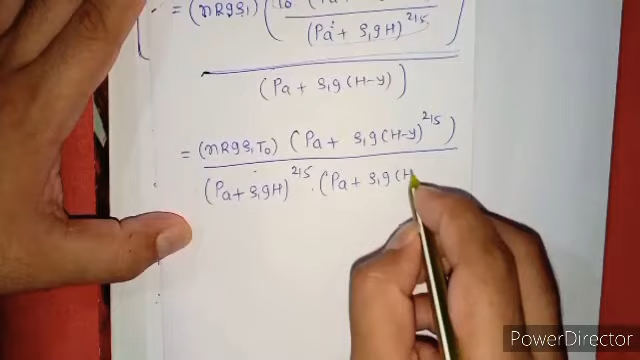 = (nRgS₁) (T₀
(Pa + S₁gH)^2/5
(Pa + S₁g(H-y))
= (nRgS₁T₀) (Pa + S₁g(H-y)^2/5)
(Pa + S₁gH)^2/5 . (Pa + S₁g(H
PowerDirector